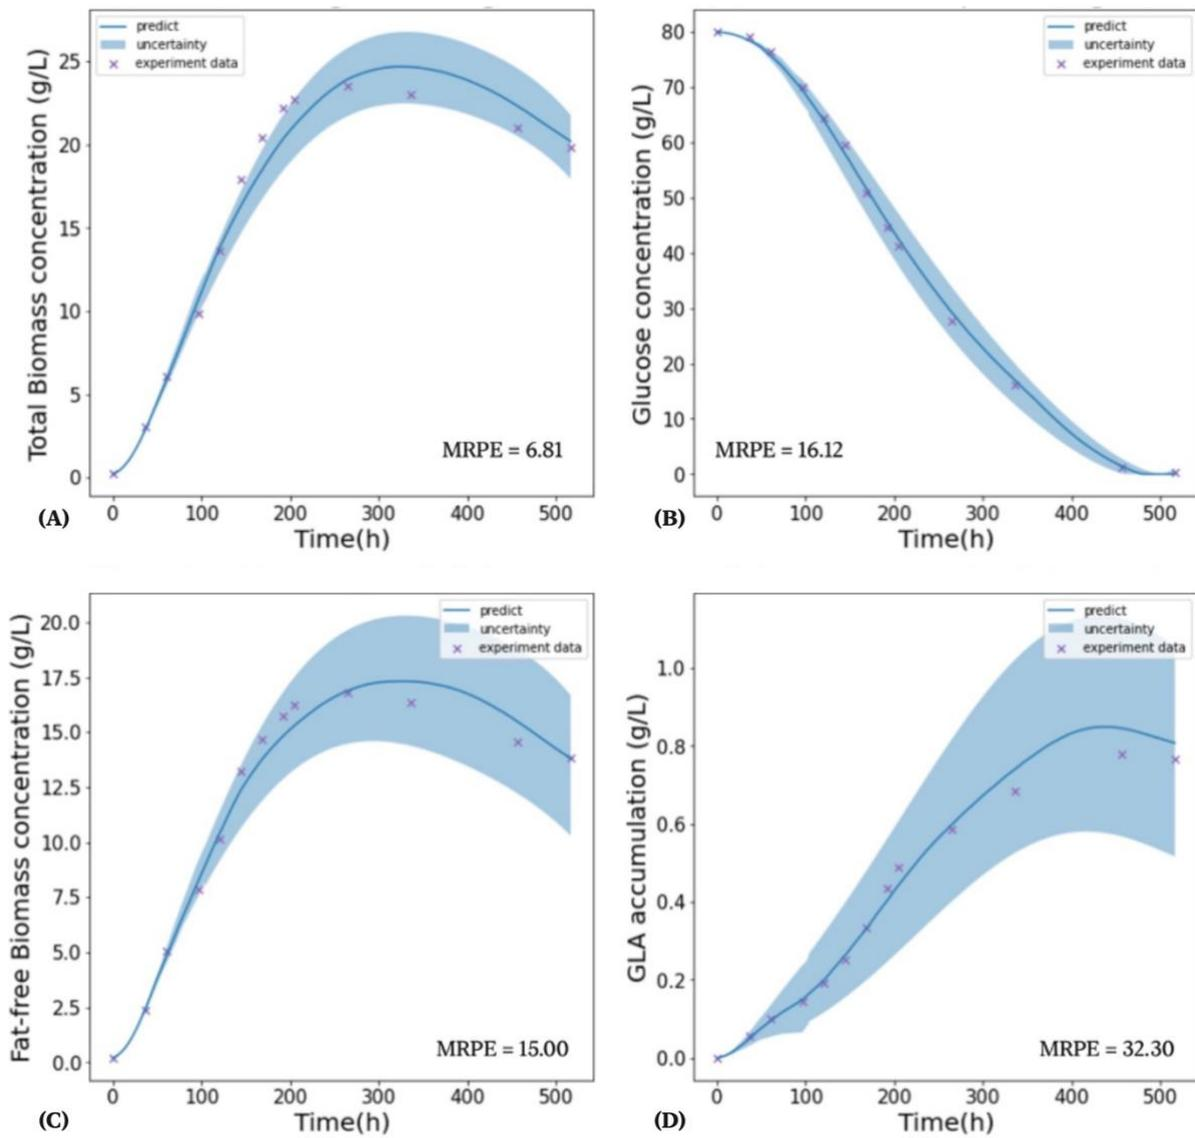 predict
uncertainty
experiment data
Total Biomass concentration (g/L)
25
20
15
10
5
0
MRPE = 6.81
0 100 200 300 400 500
(A)
Time(h)
predict
uncertainty
experiment data
Glucose concentration (g/L)
80
70
60
50
40
30
20
10
0
MRPE = 16.12
0 100 200 300 400 500
(B)
Time(h)
predict
uncertainty
experiment data
Fat-free Biomass concentration (g/L)
20.0
17.5
15.0
12.5
10.0
7.5
5.0
2.5
0.0
MRPE = 15.00
0 100 200 300 400 500
(C)
Time(h)
predict
uncertainty
experiment data
GLA accumulation (g/L)
1.0
0.8
0.6
0.4
0.2
0.0
MRPE = 32.30
0 100 200 300 400 500
(D)
Time(h)